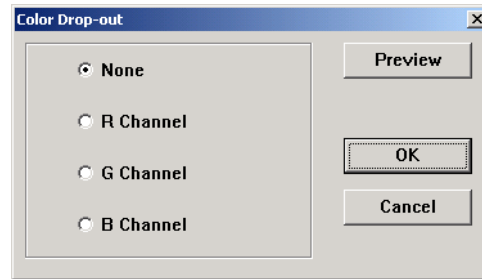 Color Drop-out
None
R Channel
G Channel
B Channel
Preview
OK
Cancel